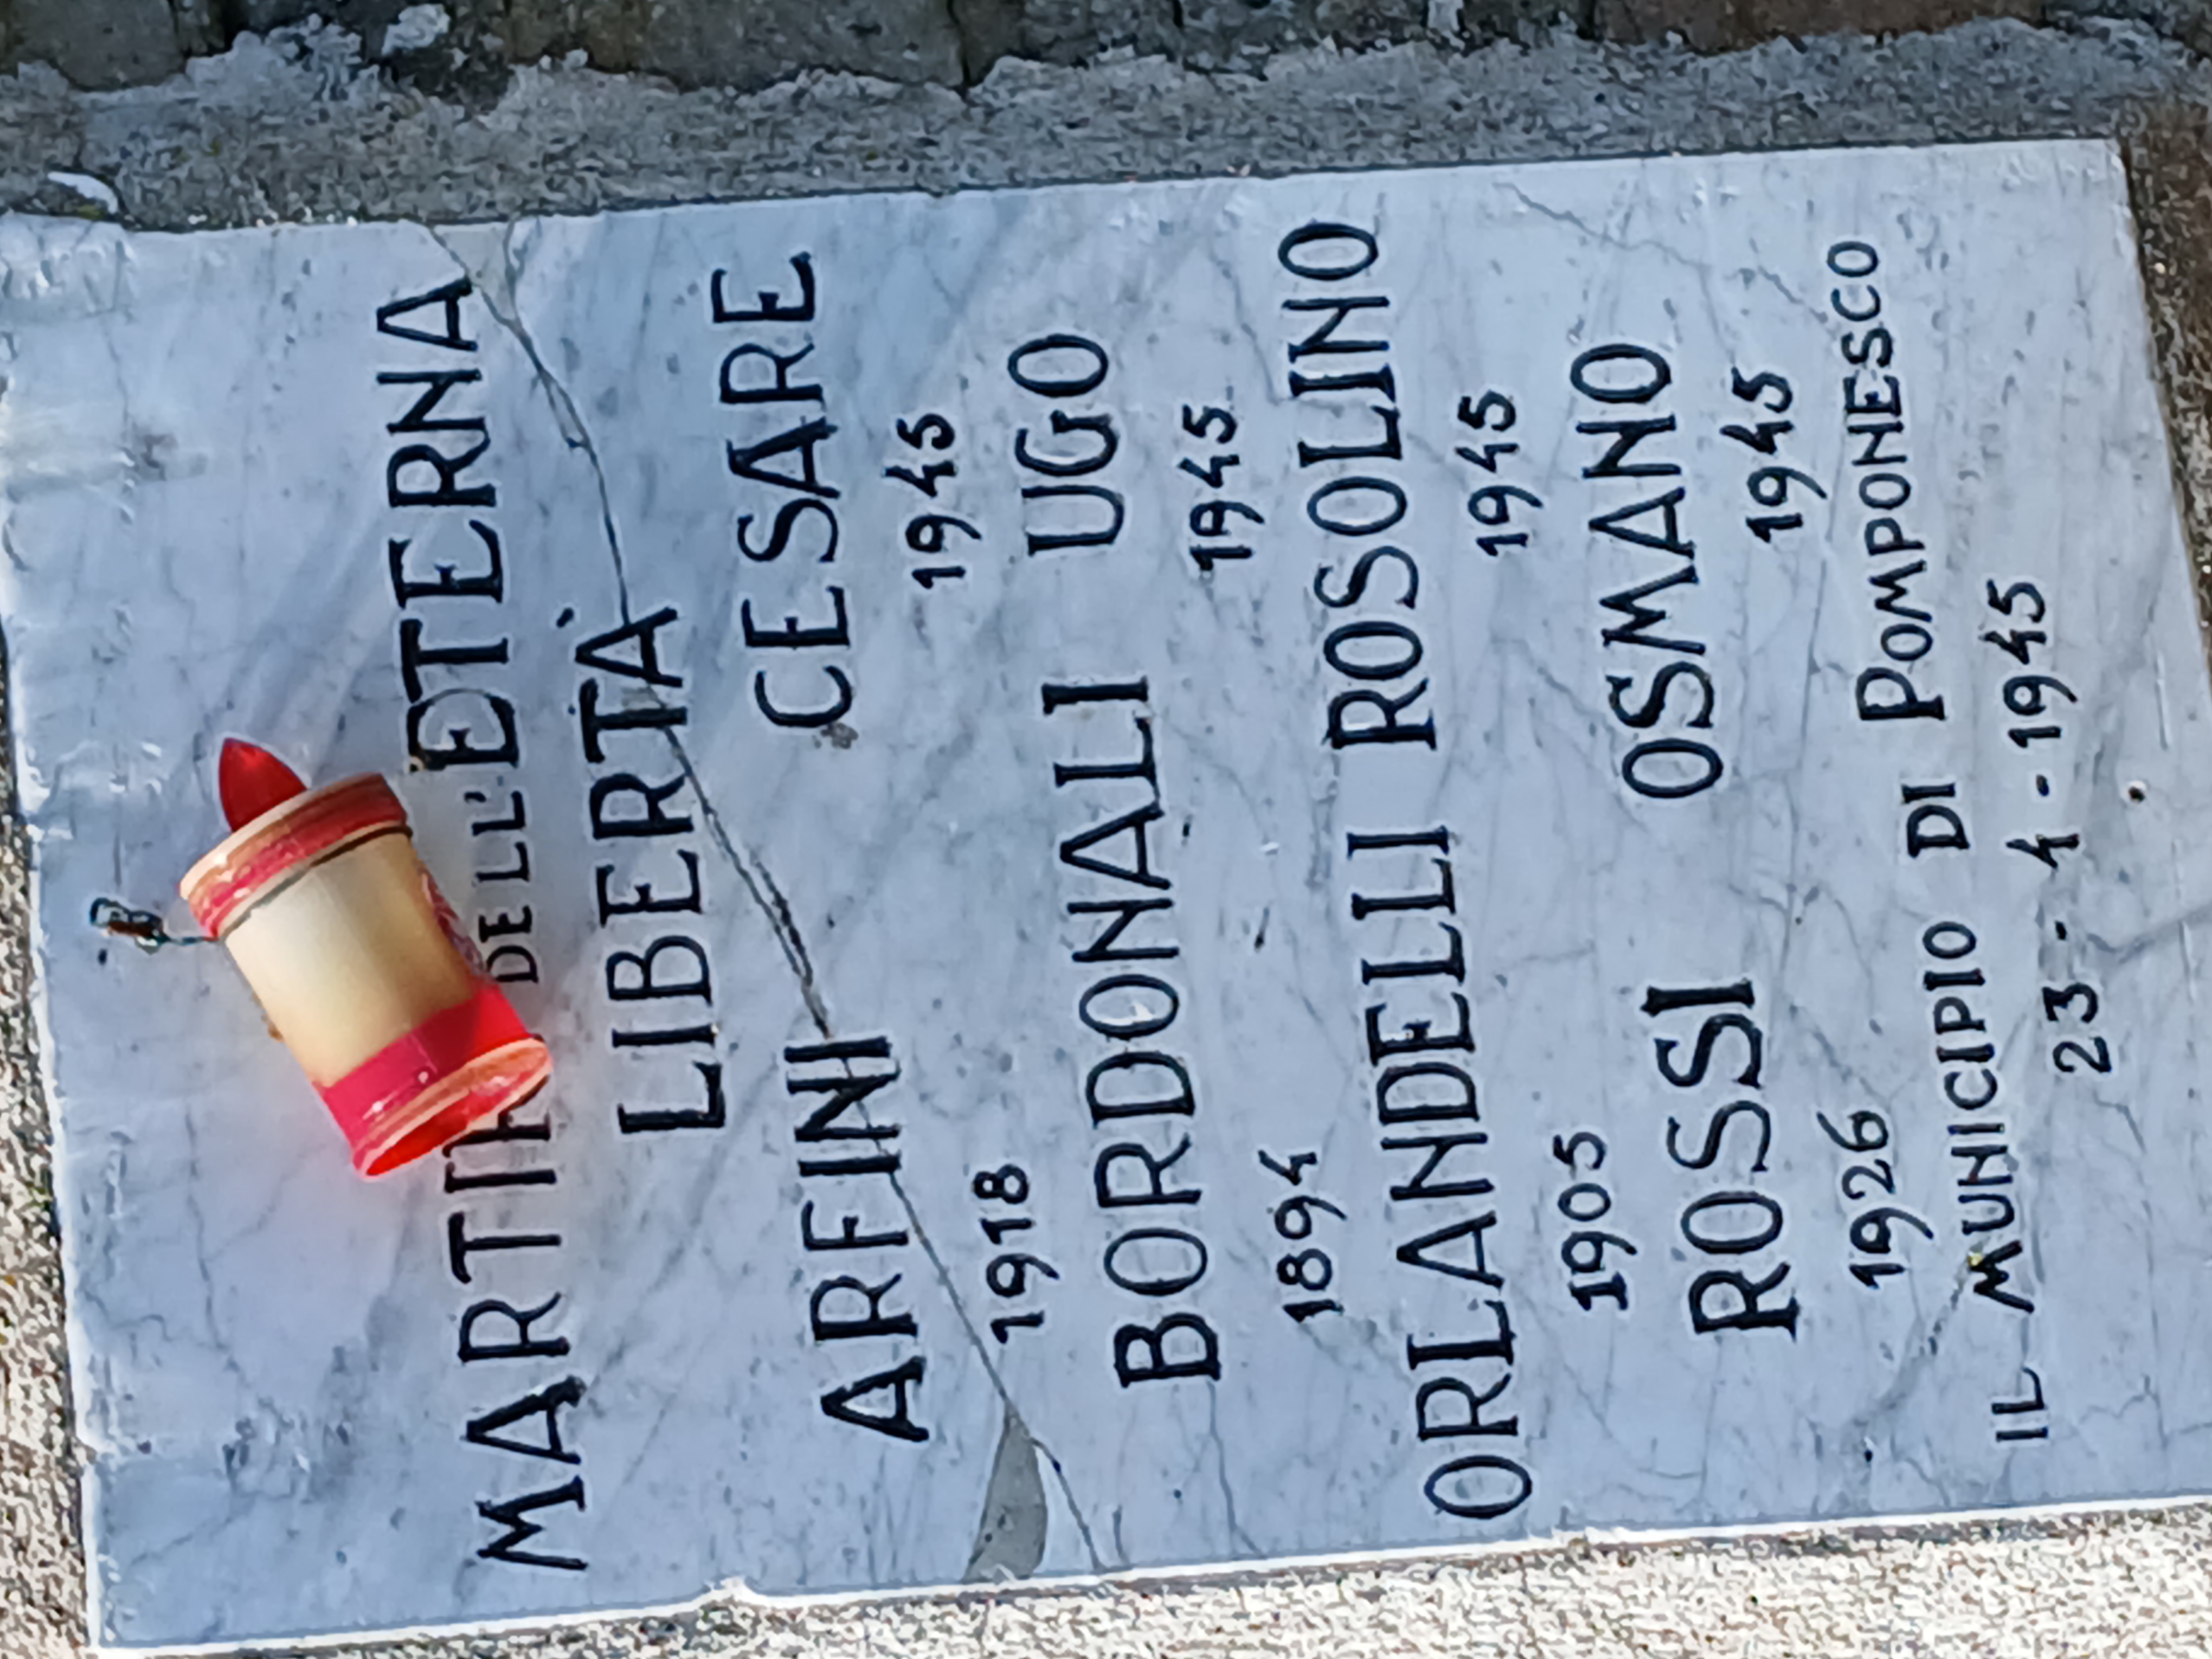 MARTIRI DELL' ETERNA
LIBERTÀ
ARFINI CESARE
1918 1945
BORDONALI UGO
1894 1945
ORLANDELLI ROSOLINO
1905 1945
ROSSI OSMANO
1926 1945
IL MUNICIPIO DI POMPONESCO
23-4-1945